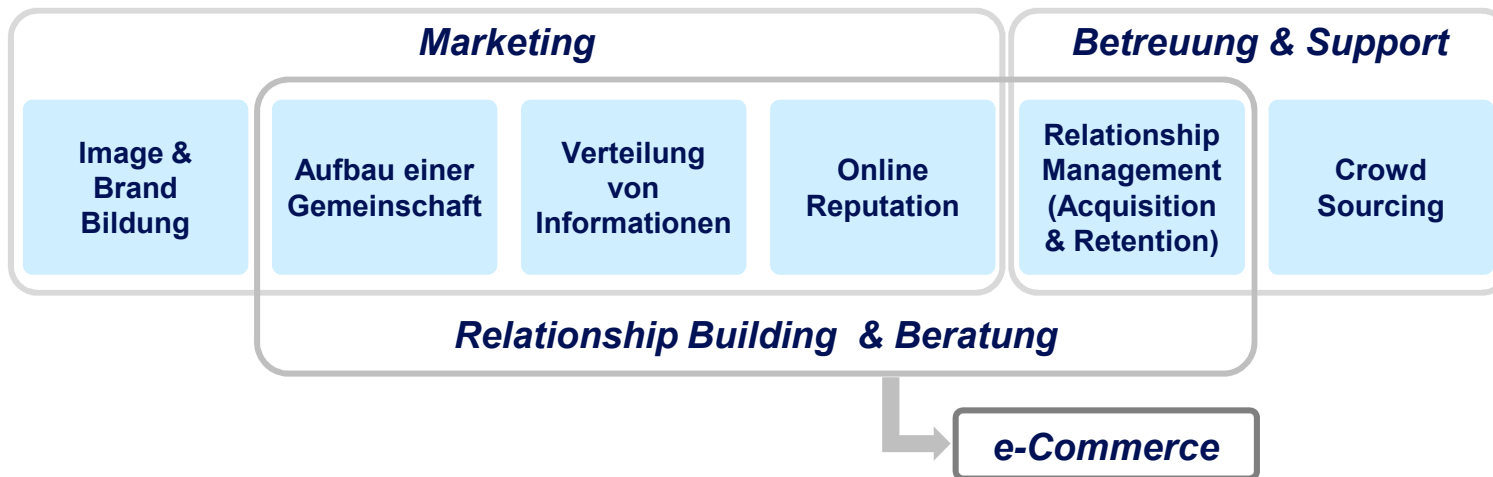 Marketing
Betreuung & Support
Image &
Brand
Bildung
Aufbau einer
Gemeinschaft
Verteilung
von
Informationen
Online
Reputation
Relationship
Management
(Acquisition
& Retention)
Crowd
Sourcing
Relationship Building  & Beratung
e-Commerce